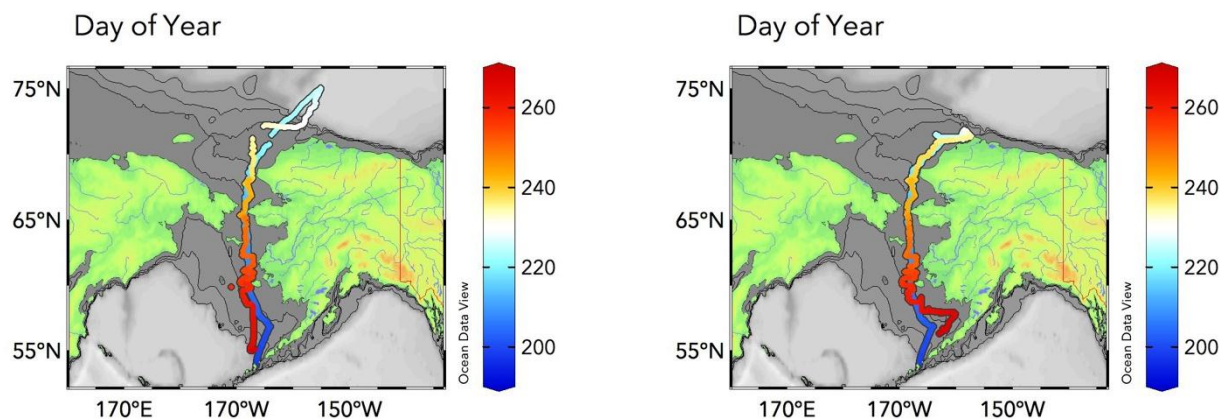 Day of Year
75°N
65°N
55°N
170°E
170°W
150°W
260
240
220
200
Ocean Data View
Day of Year
75°N
65°N
55°N
170°E
170°W
150°W
260
240
220
200
Ocean Data View